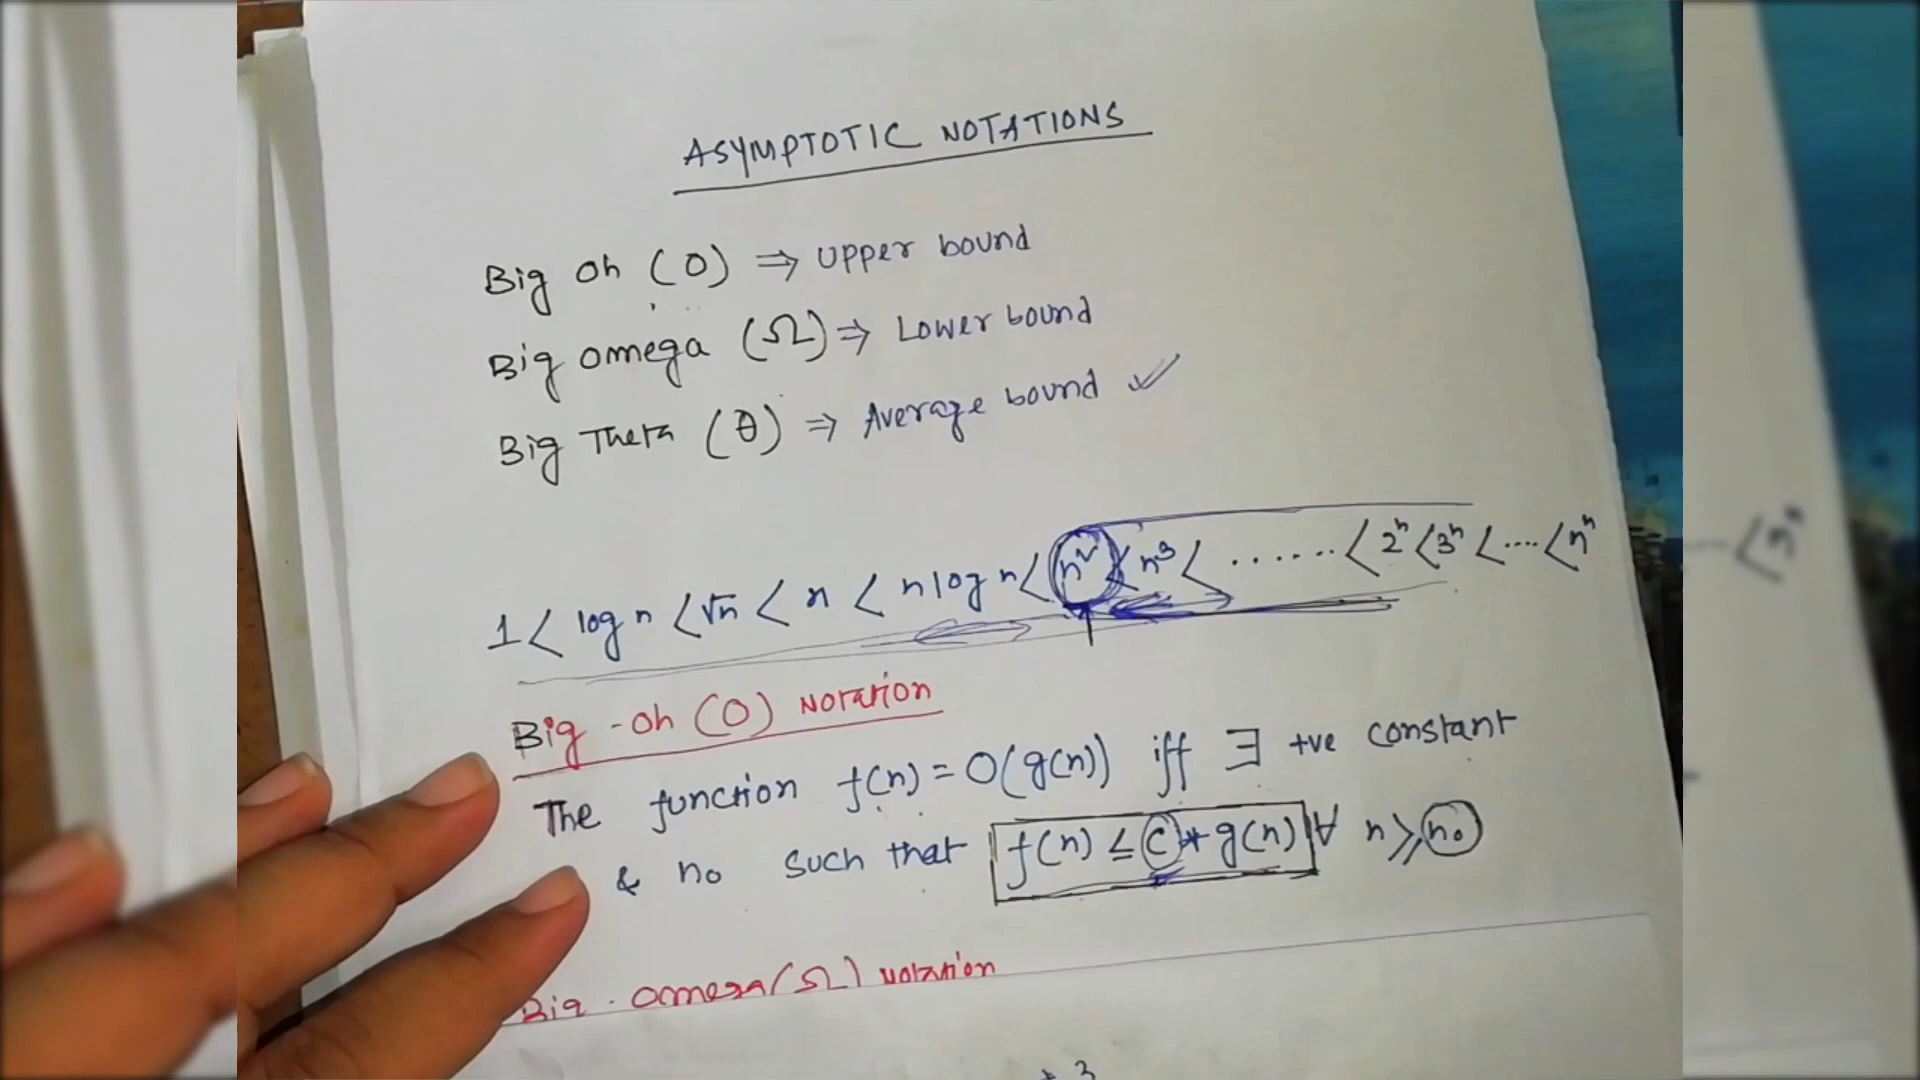 ASYMPTOTIC NOTATIONS
Big Oh (O) ⇒ Upper bound
Big omega (Ω) ⇒ Lower bound
Big Theta (θ) ⇒ Average bound ✓
1 < log n < √n < n < n log n < n² < n³ < ...... < 2ⁿ < 3ⁿ < .... < nⁿ
Big-Oh (O) Notation
The function f(n) = O(g(n)) iff ∃ +ve constant
& n₀ such that f(n) ≤ c * g(n) ∀ n ≥ n₀
Big-Omega (Ω) Notation